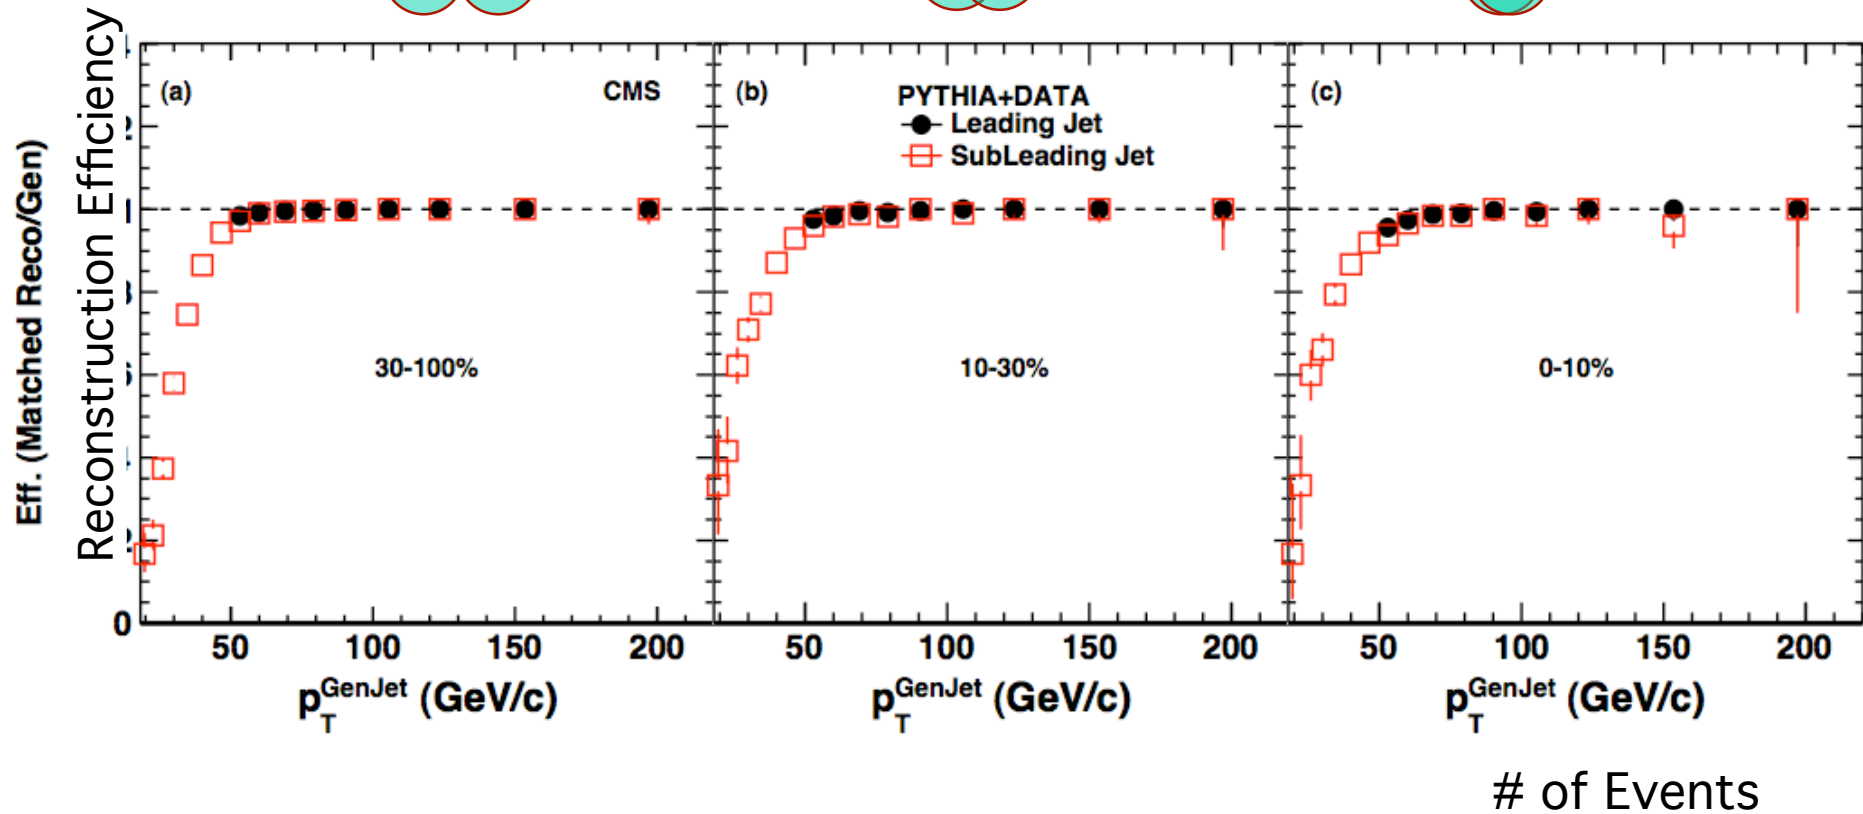 Reconstruction Efficiency
Eff. (Matched Reco/Gen)
(a)
CMS
(b)
PYTHIA+DATA
Leading Jet
SubLeading Jet
(c)
30-100%
10-30%
0-10%
0
50 100 150 200
50 100 150 200
50 100 150 200
p_T^GenJet (GeV/c)
p_T^GenJet (GeV/c)
p_T^GenJet (GeV/c)
# of Events